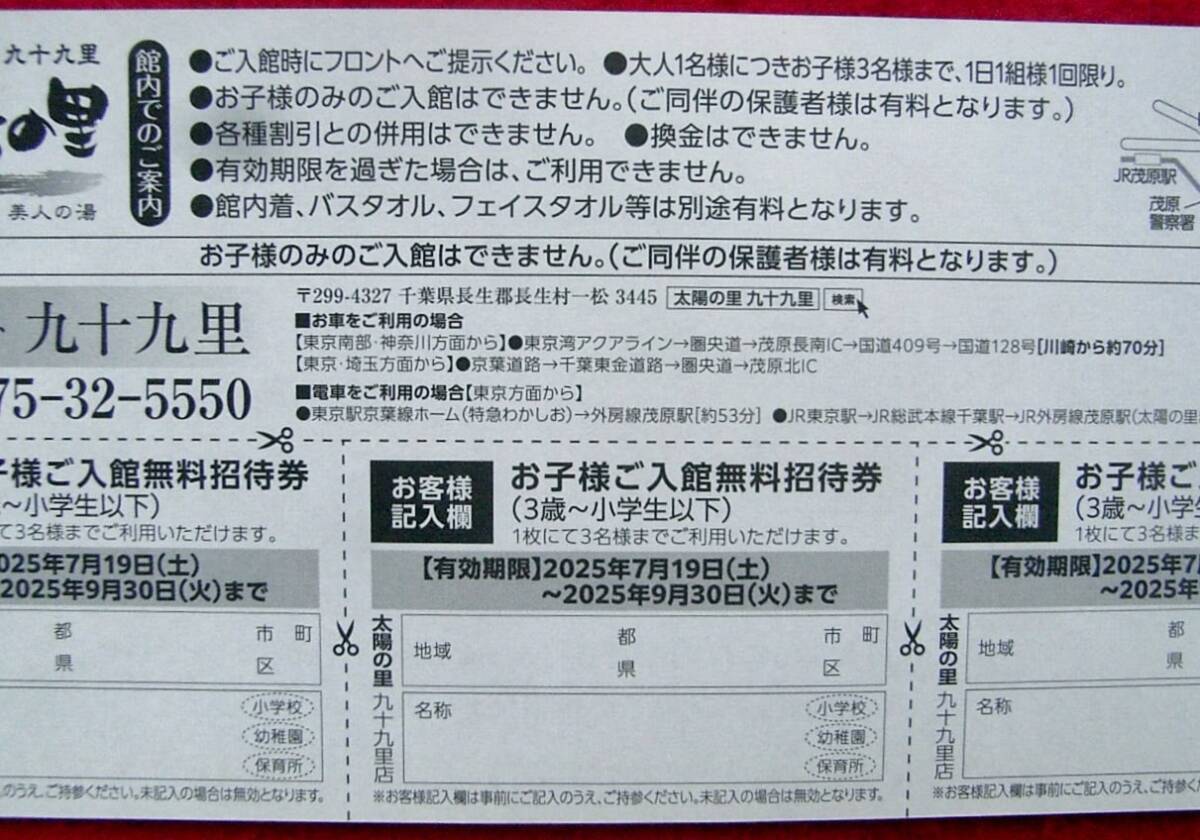 九十九里
の里
美人の湯
館内でのご案内
●ご入館時にフロントへご提示ください。 ●大人1名様につきお子様3名様まで、1日1組様1回限り。
●お子様のみのご入館はできません。(ご同伴の保護者様は有料となります。)
●各種割引との併用はできません。 ●換金はできません。
●有効期限を過ぎた場合は、ご利用できません。
●館内着、バスタオル、フェイスタオル等は別途有料となります。
JR茂原駅
茂原
警察署
お子様のみのご入館はできません。(ご同伴の保護者様は有料となります。)
九十九里
75-32-5550
〒299-4327 千葉県長生郡長生村一松 3445 太陽の里 九十九里 検索
■お車をご利用の場合
【東京南部・神奈川方面から】●東京湾アクアライン→圏央道→茂原長南IC→国道409号→国道128号[川崎から約70分]
【東京・埼玉方面から】●京葉道路→千葉東金道路→圏央道→茂原北IC
■電車をご利用の場合【東京方面から】
●東京駅京葉線ホーム(特急わかしお)→外房線茂原駅[約53分] ●JR東京駅→JR総武本線千葉駅→JR外房線茂原駅(太陽の里
子様ご入館無料招待券
~小学生以下)
にて3名様までご利用いただけます。
025年7月19日(土)
2025年9月30日(火)まで
都 市 町
県 区
小学校
幼稚園
保育所
のうえ、ご持参ください。未記入の場合は無効となります。
お客様
記入欄
お子様ご入館無料招待券
(3歳~小学生以下)
1枚にて3名様までご利用いただけます。
【有効期限】2025年7月19日(土)
~2025年9月30日(火)まで
太陽の里 九十九里店
地域 都 市 町
県 区
名称 小学校
幼稚園
保育所
※お客様記入欄は事前にご記入のうえ、ご持参ください。未記入の場合は無効となります。
お客様
記入欄
お子様ご
(3歳~小学生
1枚にて3名様ま
【有効期限】2025年7
~2025年
太陽の里 九十九里店
地域 都
県
名称
※お客様記入欄は事前にご記入のうえ、ご持参くださ